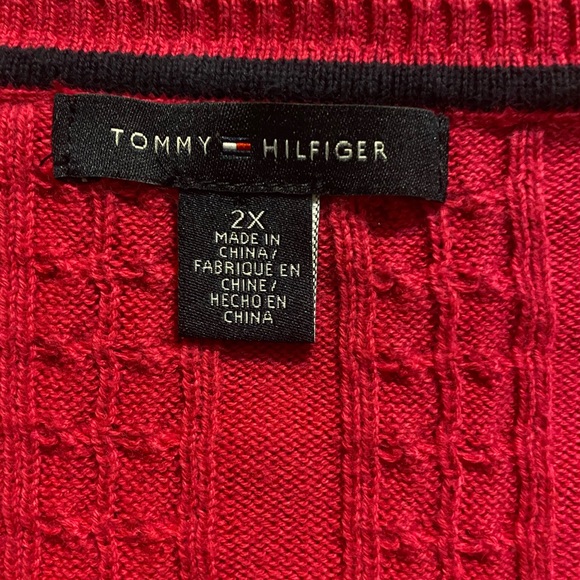 TOMMY HILFIGER
2X
MADE IN
CHINA/
FABRIQUÉ EN
CHINE/
HECHO EN
CHINA